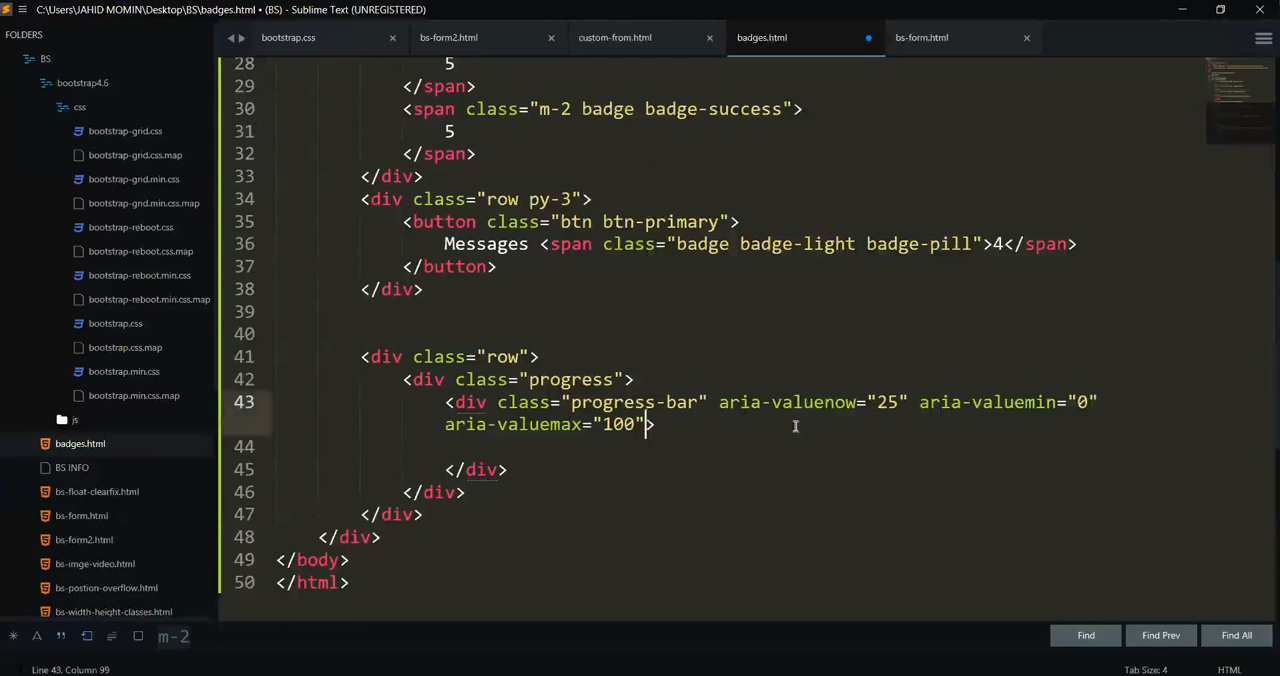 C:\Users\JAHID MOMIN\Desktop\BS\badges.html • (BS) - Sublime Text (UNREGISTERED)
FOLDERS
BS
bootstrap4.6
css
bootstrap-grid.css
bootstrap-grid.css.map
bootstrap-grid.min.css
bootstrap-grid.min.css.map
bootstrap-reboot.css
bootstrap-reboot.css.map
bootstrap-reboot.min.css
bootstrap-reboot.min.css.map
bootstrap.css
bootstrap.css.map
bootstrap.min.css
bootstrap.min.css.map
js
badges.html
BS INFO
bs-float-clearfix.html
bs-form.html
bs-form2.html
bs-imge-video.html
bs-postion-overflow.html
bs-width-height-classes.html
bootstrap.css bs-form2.html custom-from.html badges.html bs-form.html
28 5
29 </span>
30 <span class="m-2 badge badge-success">
31 5
32 </span>
33 </div>
34 <div class="row py-3">
35 <button class="btn btn-primary">
36 Messages <span class="badge badge-light badge-pill">4</span>
37 </button>
38 </div>
39
40
41 <div class="row">
42 <div class="progress">
43 <div class="progress-bar" aria-valuenow="25" aria-valuemin="0"
aria-valuemax="100">
44
45 </div>
46 </div>
47 </div>
48 </div>
49 </body>
50 </html>
m-2
Find Find Prev Find All
Line 43, Column 99 Tab Size: 4 HTML